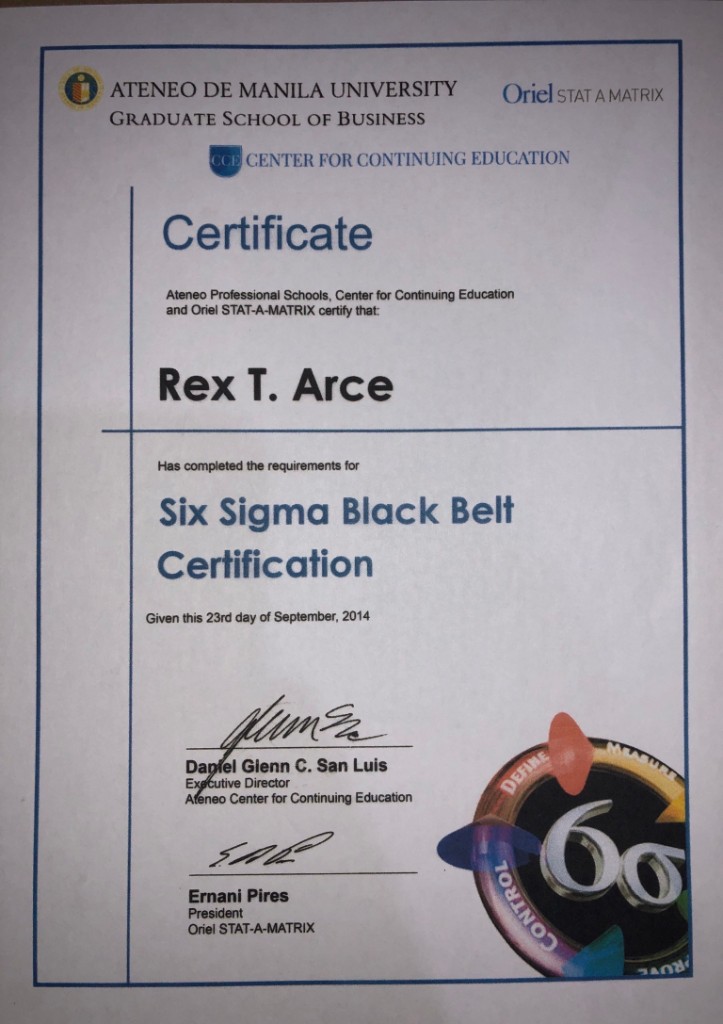 ATENEO DE MANILA UNIVERSITY
GRADUATE SCHOOL OF BUSINESS
Oriel STAT A MATRIX
CCE CENTER FOR CONTINUING EDUCATION
Certificate
Ateneo Professional Schools, Center for Continuing Education
and Oriel STAT-A-MATRIX certify that:
Rex T. Arce
Has completed the requirements for
Six Sigma Black Belt
Certification
Given this 23rd day of September, 2014
Daniel Glenn C. San Luis
Executive Director
Ateneo Center for Continuing Education
Ernani Pires
President
Oriel STAT-A-MATRIX
DEFINE
MEASURE
6σ
CONTROL